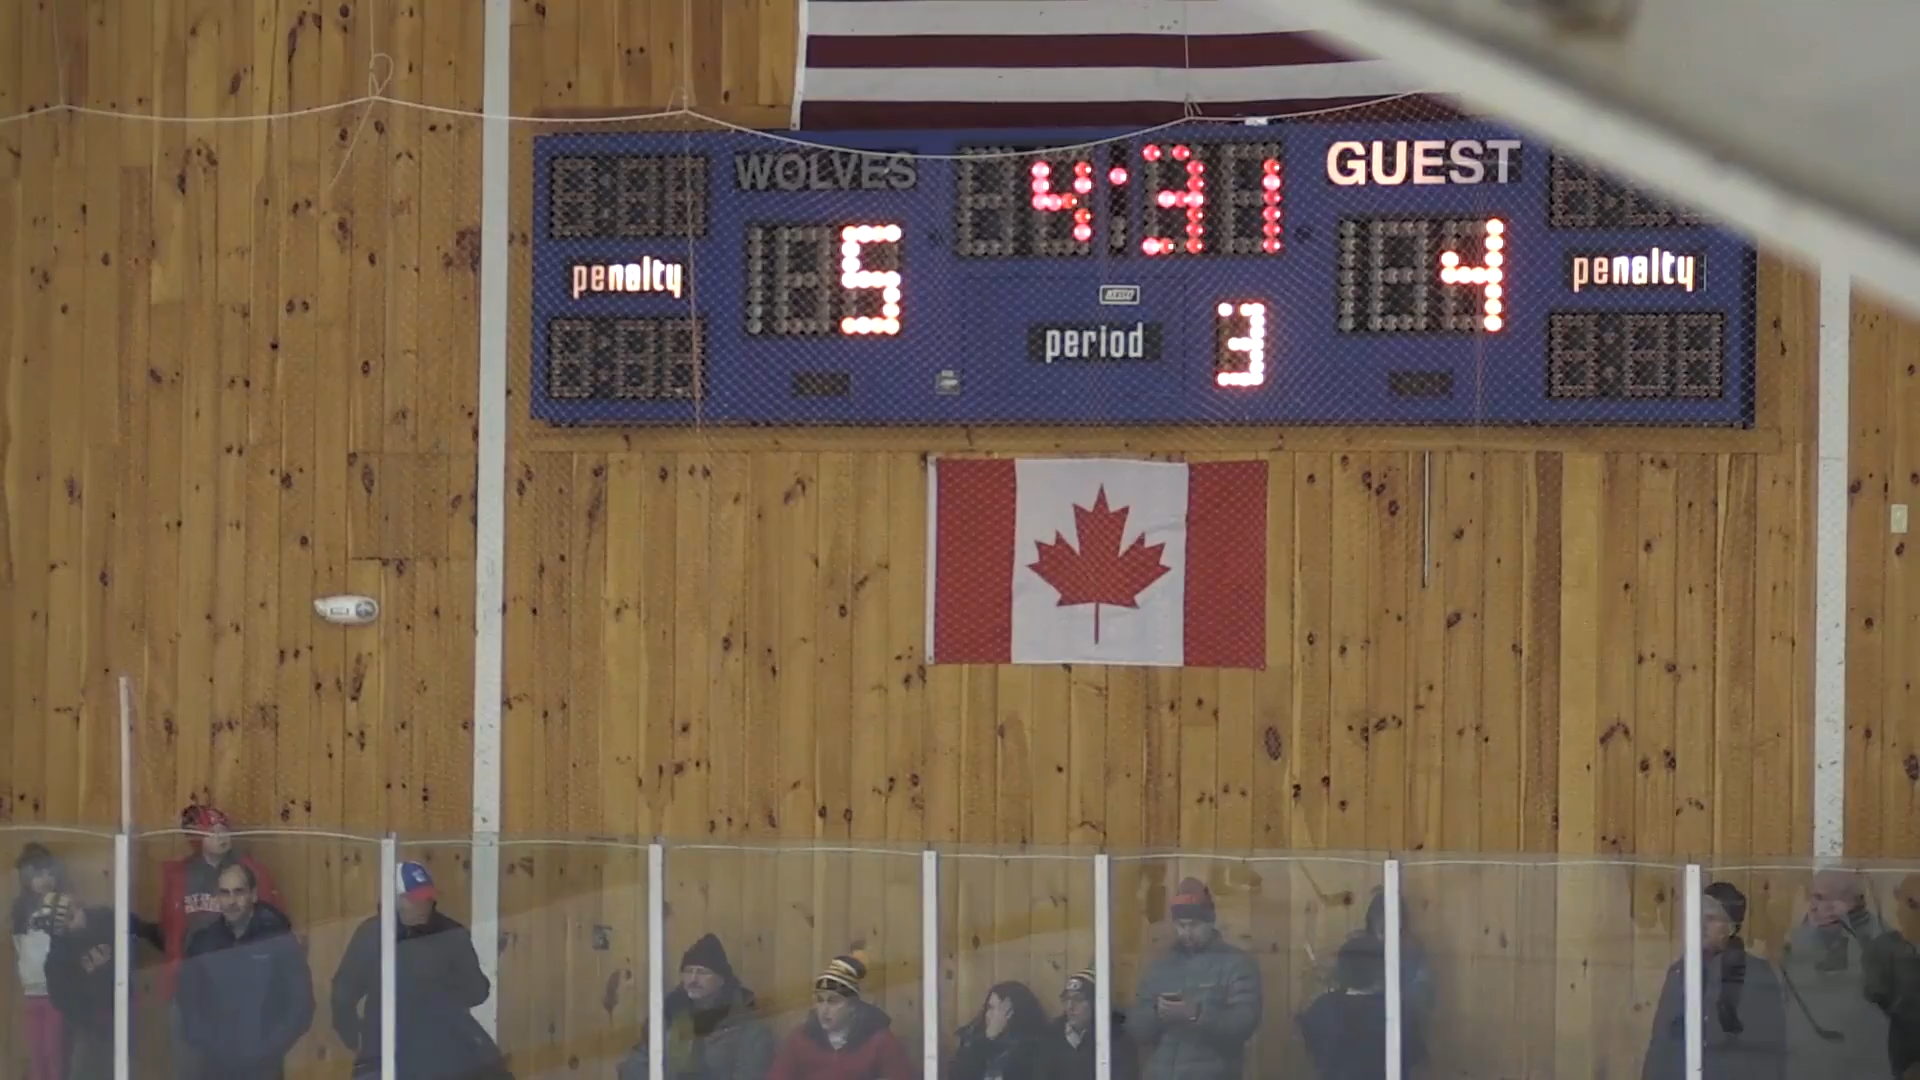 WOLVES
4:31
GUEST
penalty
5
4
penalty
period
3